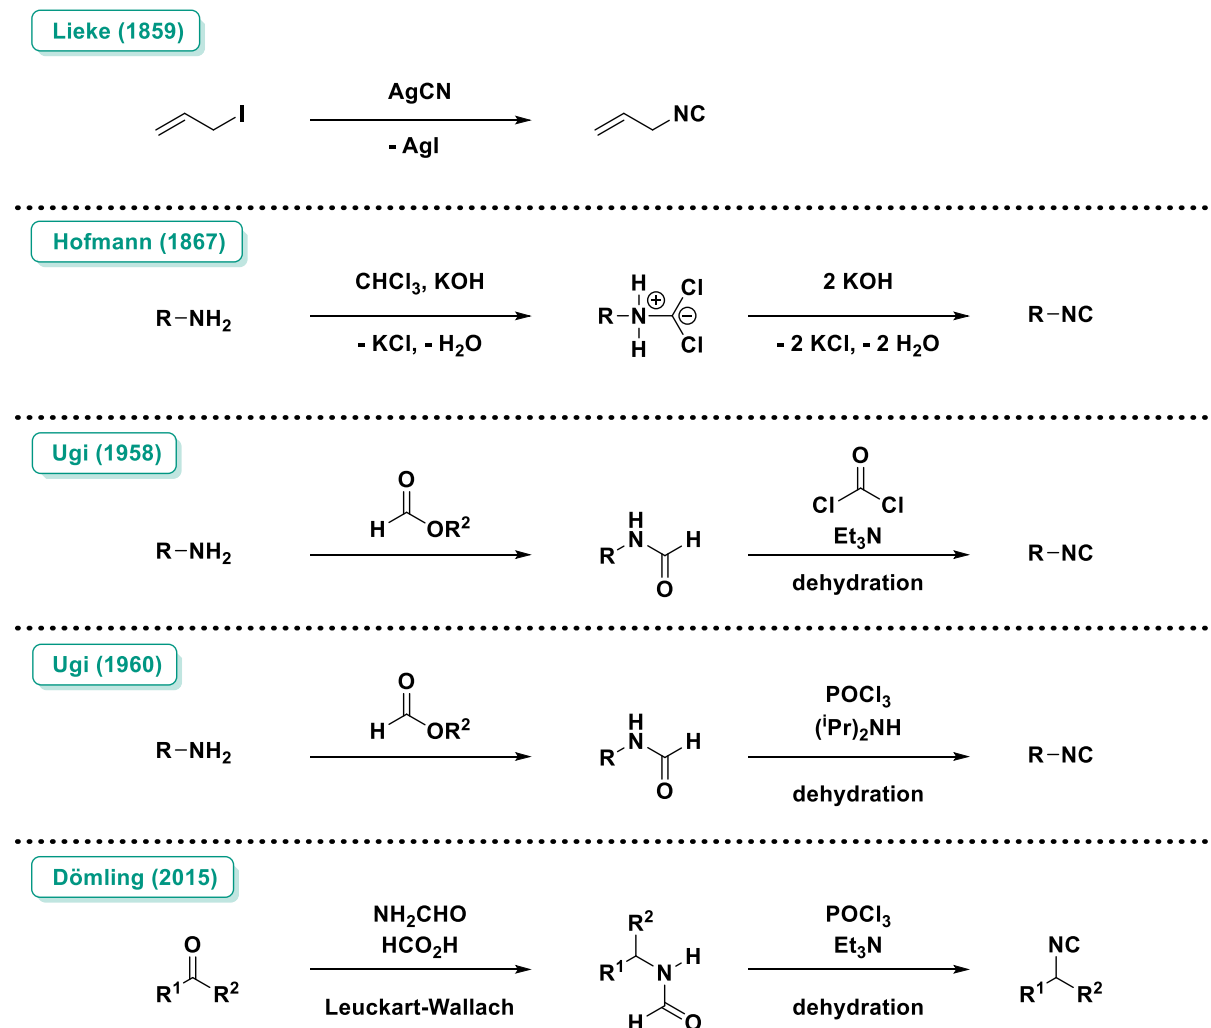 Lieke (1859)
AgCN
I
NC
- AgI
Hofmann (1867)
CHCl₃, KOH
2 KOH
R–NH₂
H
Cl
R–N
⊕
⊖
H
Cl
R–NC
- KCl, - H₂O
- 2 KCl, - 2 H₂O
Ugi (1958)
O
H
OR²
O
Cl
Cl
Et₃N
R–NH₂
H
N
R
H
O
R–NC
dehydration
Ugi (1960)
O
H
OR²
POCl₃
(ⁱPr)₂NH
R–NH₂
H
N
R
H
O
R–NC
dehydration
Dömling (2015)
NH₂CHO
HCO₂H
R²
POCl₃
Et₃N
O
R¹
R²
R¹
N
H
H
O
NC
R¹
R²
Leuckart-Wallach
dehydration